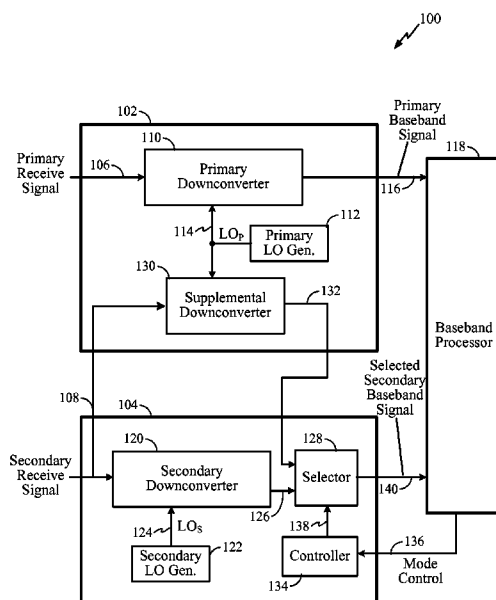 100
102
110
Primary
Baseband
Signal
118
Primary
Receive
Signal
106
Primary
Downconverter
116
112
114
LOP
Primary
LO Gen.
130
132
Supplemental
Downconverter
Baseband
Processor
Selected
Secondary
Baseband
Signal
108
104
120
128
Secondary
Receive
Signal
Secondary
Downconverter
Selector
126
140
124
LOS
138
136
122
Secondary
LO Gen.
Controller
134
Mode
Control